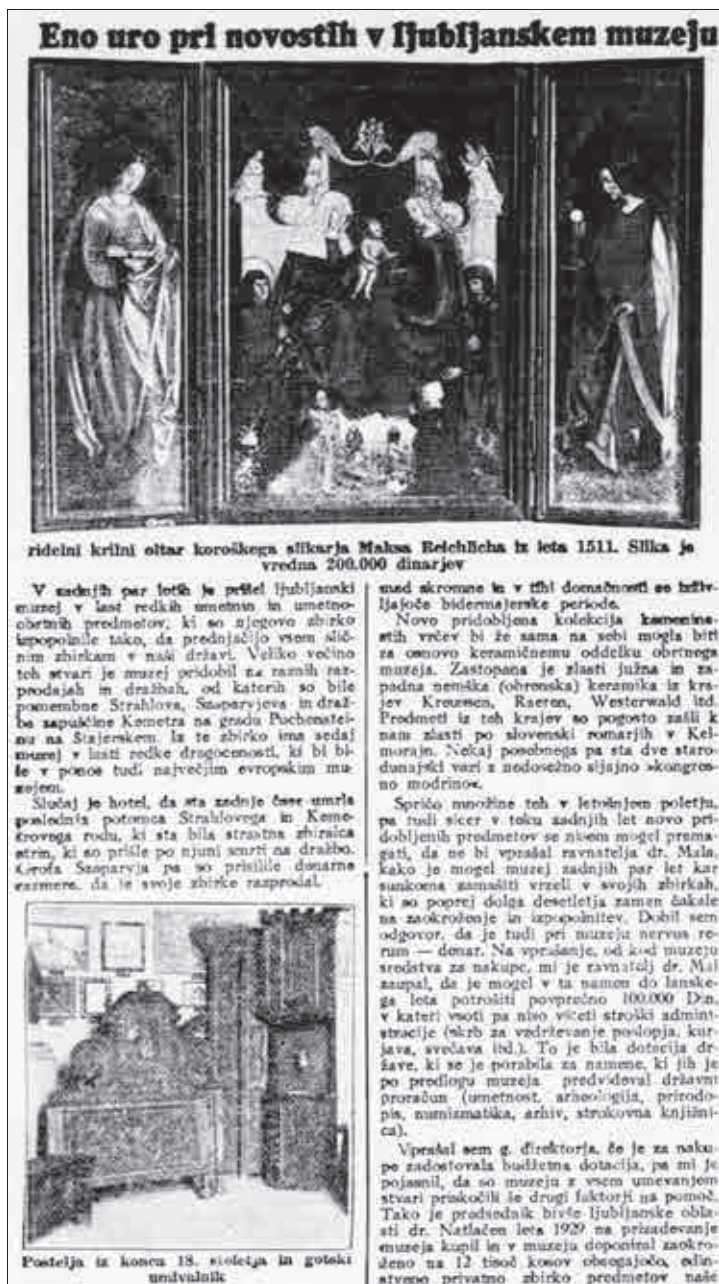 Eno uro pri novostih v ljubljanskem muzeju
ridelni krilni oltar koroškega slikarja Maksa Reichlicha iz leta 1511. Slika je
vredna 200.000 dinarjev
V zadnjih par letih je prišel ljubljanski
muzej v last redkih umetnin in umetno-
obrtnih predmetov, ki so njegovo zbirko
izpopolnile tako, da prednjačijo vsem slič-
nim zbirkam v naši državi. Veliko večino
teh stvari je muzej pridobil na raznih raz-
prodajah in dražbah, od katerih so bile
pomembne Strahlova, Szaparyjeva in draž-
ba zapuščine Kemetra na gradu Puchenstei-
nu na Štajerskem. Iz te zbirke ima sedaj
muzej v lasti redke dragocenosti, ki bi bi-
le v ponos tudi največjim evropskim mu-
zejem.
Slučaj je hotel, da sta zadnje čase umrla
poslednja potomca Strahlovega in Keme-
trovega rodu, ki sta bila strastna zbiralca
starin, ki so prišle po njuni smrti na dražbo.
Grofa Szaparyja pa so prisilile denarne
razmere, da je svoje zbirke razprodal.
Postelja iz konca 18. stoletja in gotski
umivalnik
mad skromne in v tihi domačnosti se izživ-
ljajoče bidermajerske periode.
Novo pridobljena kolekcija kamenina-
stih vrčev bi že sama na sebi mogla biti
za osnovo keramičnemu oddelku obrtnega
muzeja. Zastopana je zlasti južna in za-
padna nemška (obrenska) keramika iz kra-
jev Kreussen, Raeren, Westerwald itd.
Predmeti iz teh krajev so pogosto zašli k
nam zlasti po slovenski romarjih v Kel-
morajn. Nekaj posebnega pa sta dve staro-
dunajski vazi z nedosežno sijajno »kongres-
no modrino«.
Spričo množine teh v letošnjem poletju,
pa tudi sicer v toku zadnjih let novo pri-
dobljenih predmetov se nisem mogel prema-
gati, da ne bi vprašal ravnatelja dr. Mala,
kako je mogel muzej zadnjih par let kar
sunkoma zamašiti vrzeli v svojih zbirkah,
ki so poprej dolga desetletja zamen čakale
na zaokroženje in izpopolnitev. Dobil sem
odgovor, da je tudi pri muzeju nervus re-
rum — denar. Na vprašanje, od kod muzeju
sredstva za nakupe, mi je ravnatelj dr. Mal
zaupal, da je mogel v ta namen do lanske-
ga leta potrošiti povprečno 100.000 Din,
v kateri vsoti pa niso všteti stroški admini-
stracije (skrb za vzdrževanje poslopja, kur-
java, svečava itd.). To je bila dotacija dr-
žave, ki se je porabila za namene, ki jih je
po predlogu muzeja predvideval državni
proračun (umetnost, arheologija, prirodo-
pis, numizmatika, arhiv, strokovna knjižni-
ca).
Vprašal sem g. direktorja, če je za naku-
pe zadostovala budžetna dotacija, pa mi je
pojasnil, da so muzeju z vsem umevanjem
stvari priskočili še drugi faktorji na pomoč.
Tako je predsednik bivše ljubljanske obla-
sti dr. Natlačen leta 1929 na prizadevanje
muzeja kupil in v muzeju deponiral zaokro-
ženo na 12 tisoč kosov obsegajočo, edin-
stveno privatno zbirko predmetov naše